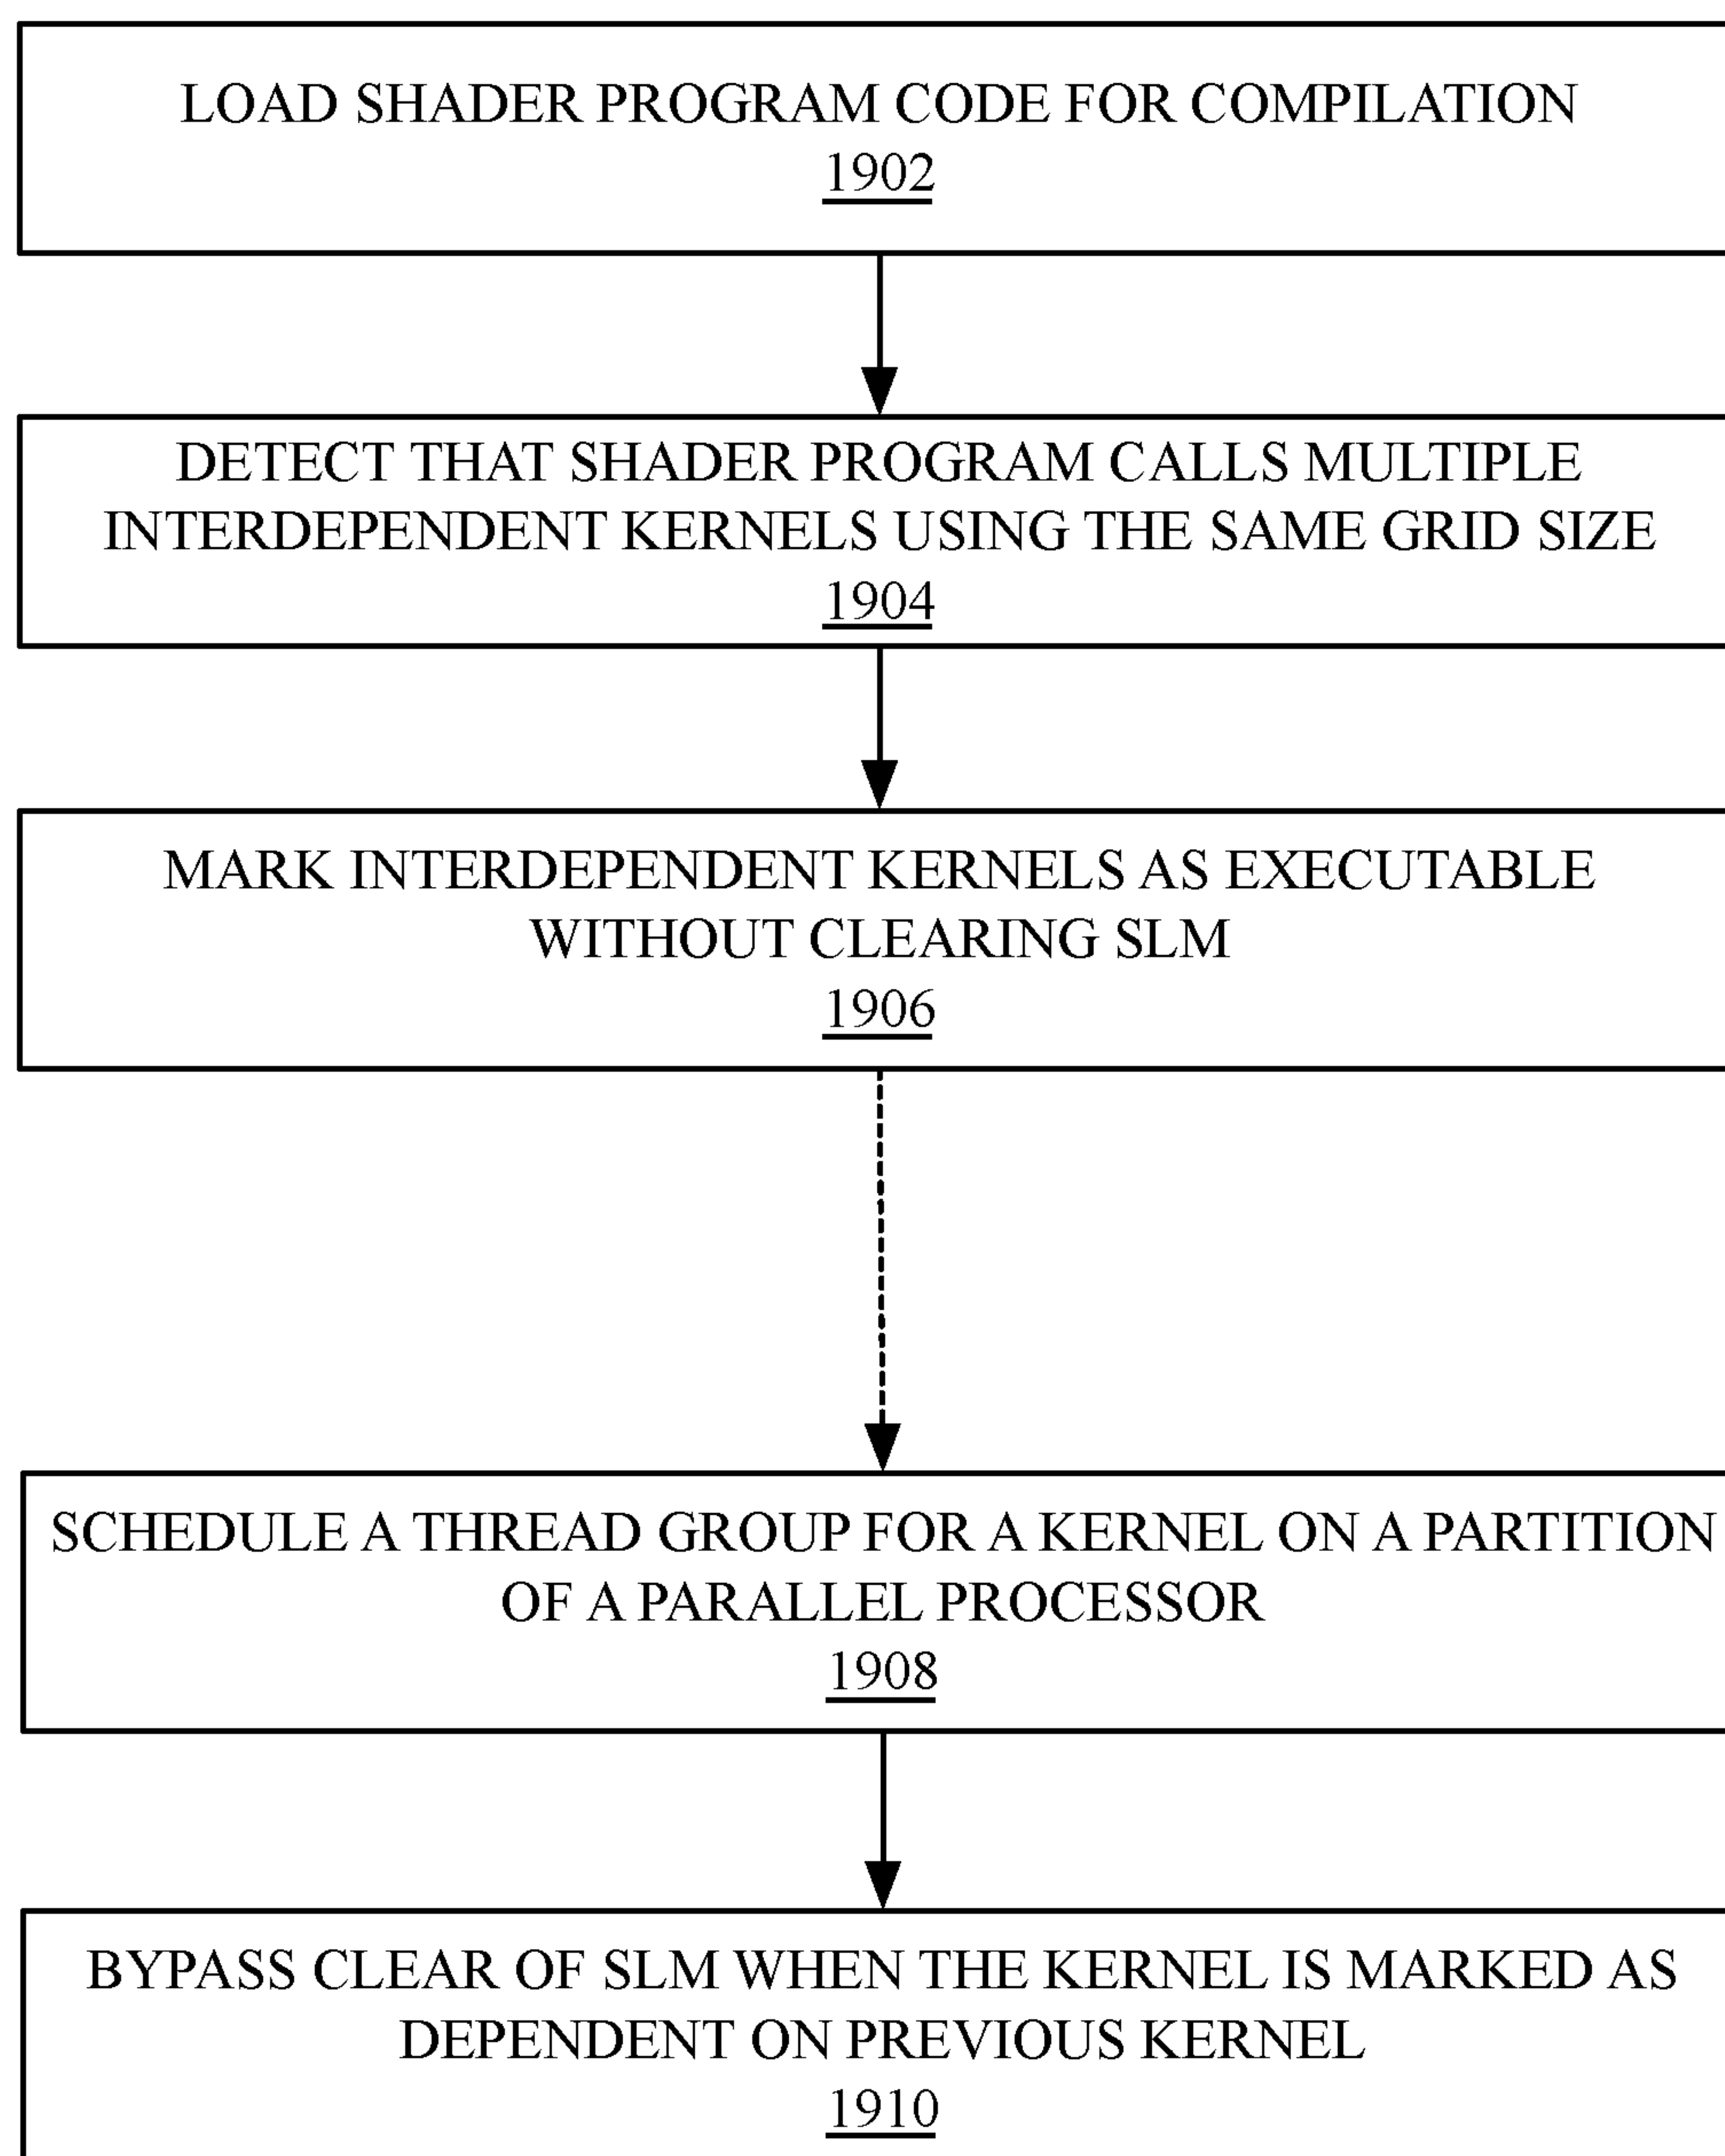 LOAD SHADER PROGRAM CODE FOR COMPILATION
1902
DETECT THAT SHADER PROGRAM CALLS MULTIPLE
INTERDEPENDENT KERNELS USING THE SAME GRID SIZE
1904
MARK INTERDEPENDENT KERNELS AS EXECUTABLE
WITHOUT CLEARING SLM
1906
SCHEDULE A THREAD GROUP FOR A KERNEL ON A PARTITION
OF A PARALLEL PROCESSOR
1908
BYPASS CLEAR OF SLM WHEN THE KERNEL IS MARKED AS
DEPENDENT ON PREVIOUS KERNEL
1910